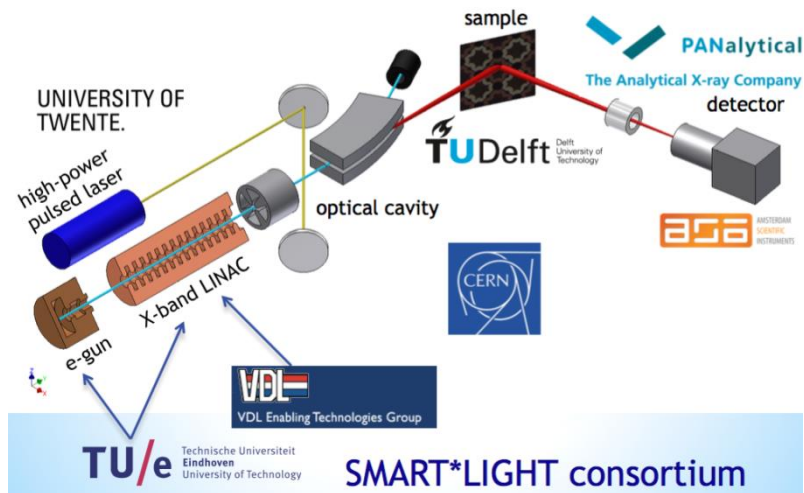 sample
PANalytical
The Analytical X-ray Company
detector
UNIVERSITY OF
TWENTE.
high-power
pulsed laser
TU Delft
Delft
University of
Technology
optical cavity
ASI
AMSTERDAM
SCIENTIFIC
INSTRUMENTS
X-band LINAC
CERN
e-gun
VDL
VDL Enabling Technologies Group
TU/e
Technische Universiteit
Eindhoven
University of Technology
SMART*LIGHT consortium
Z
Y
X